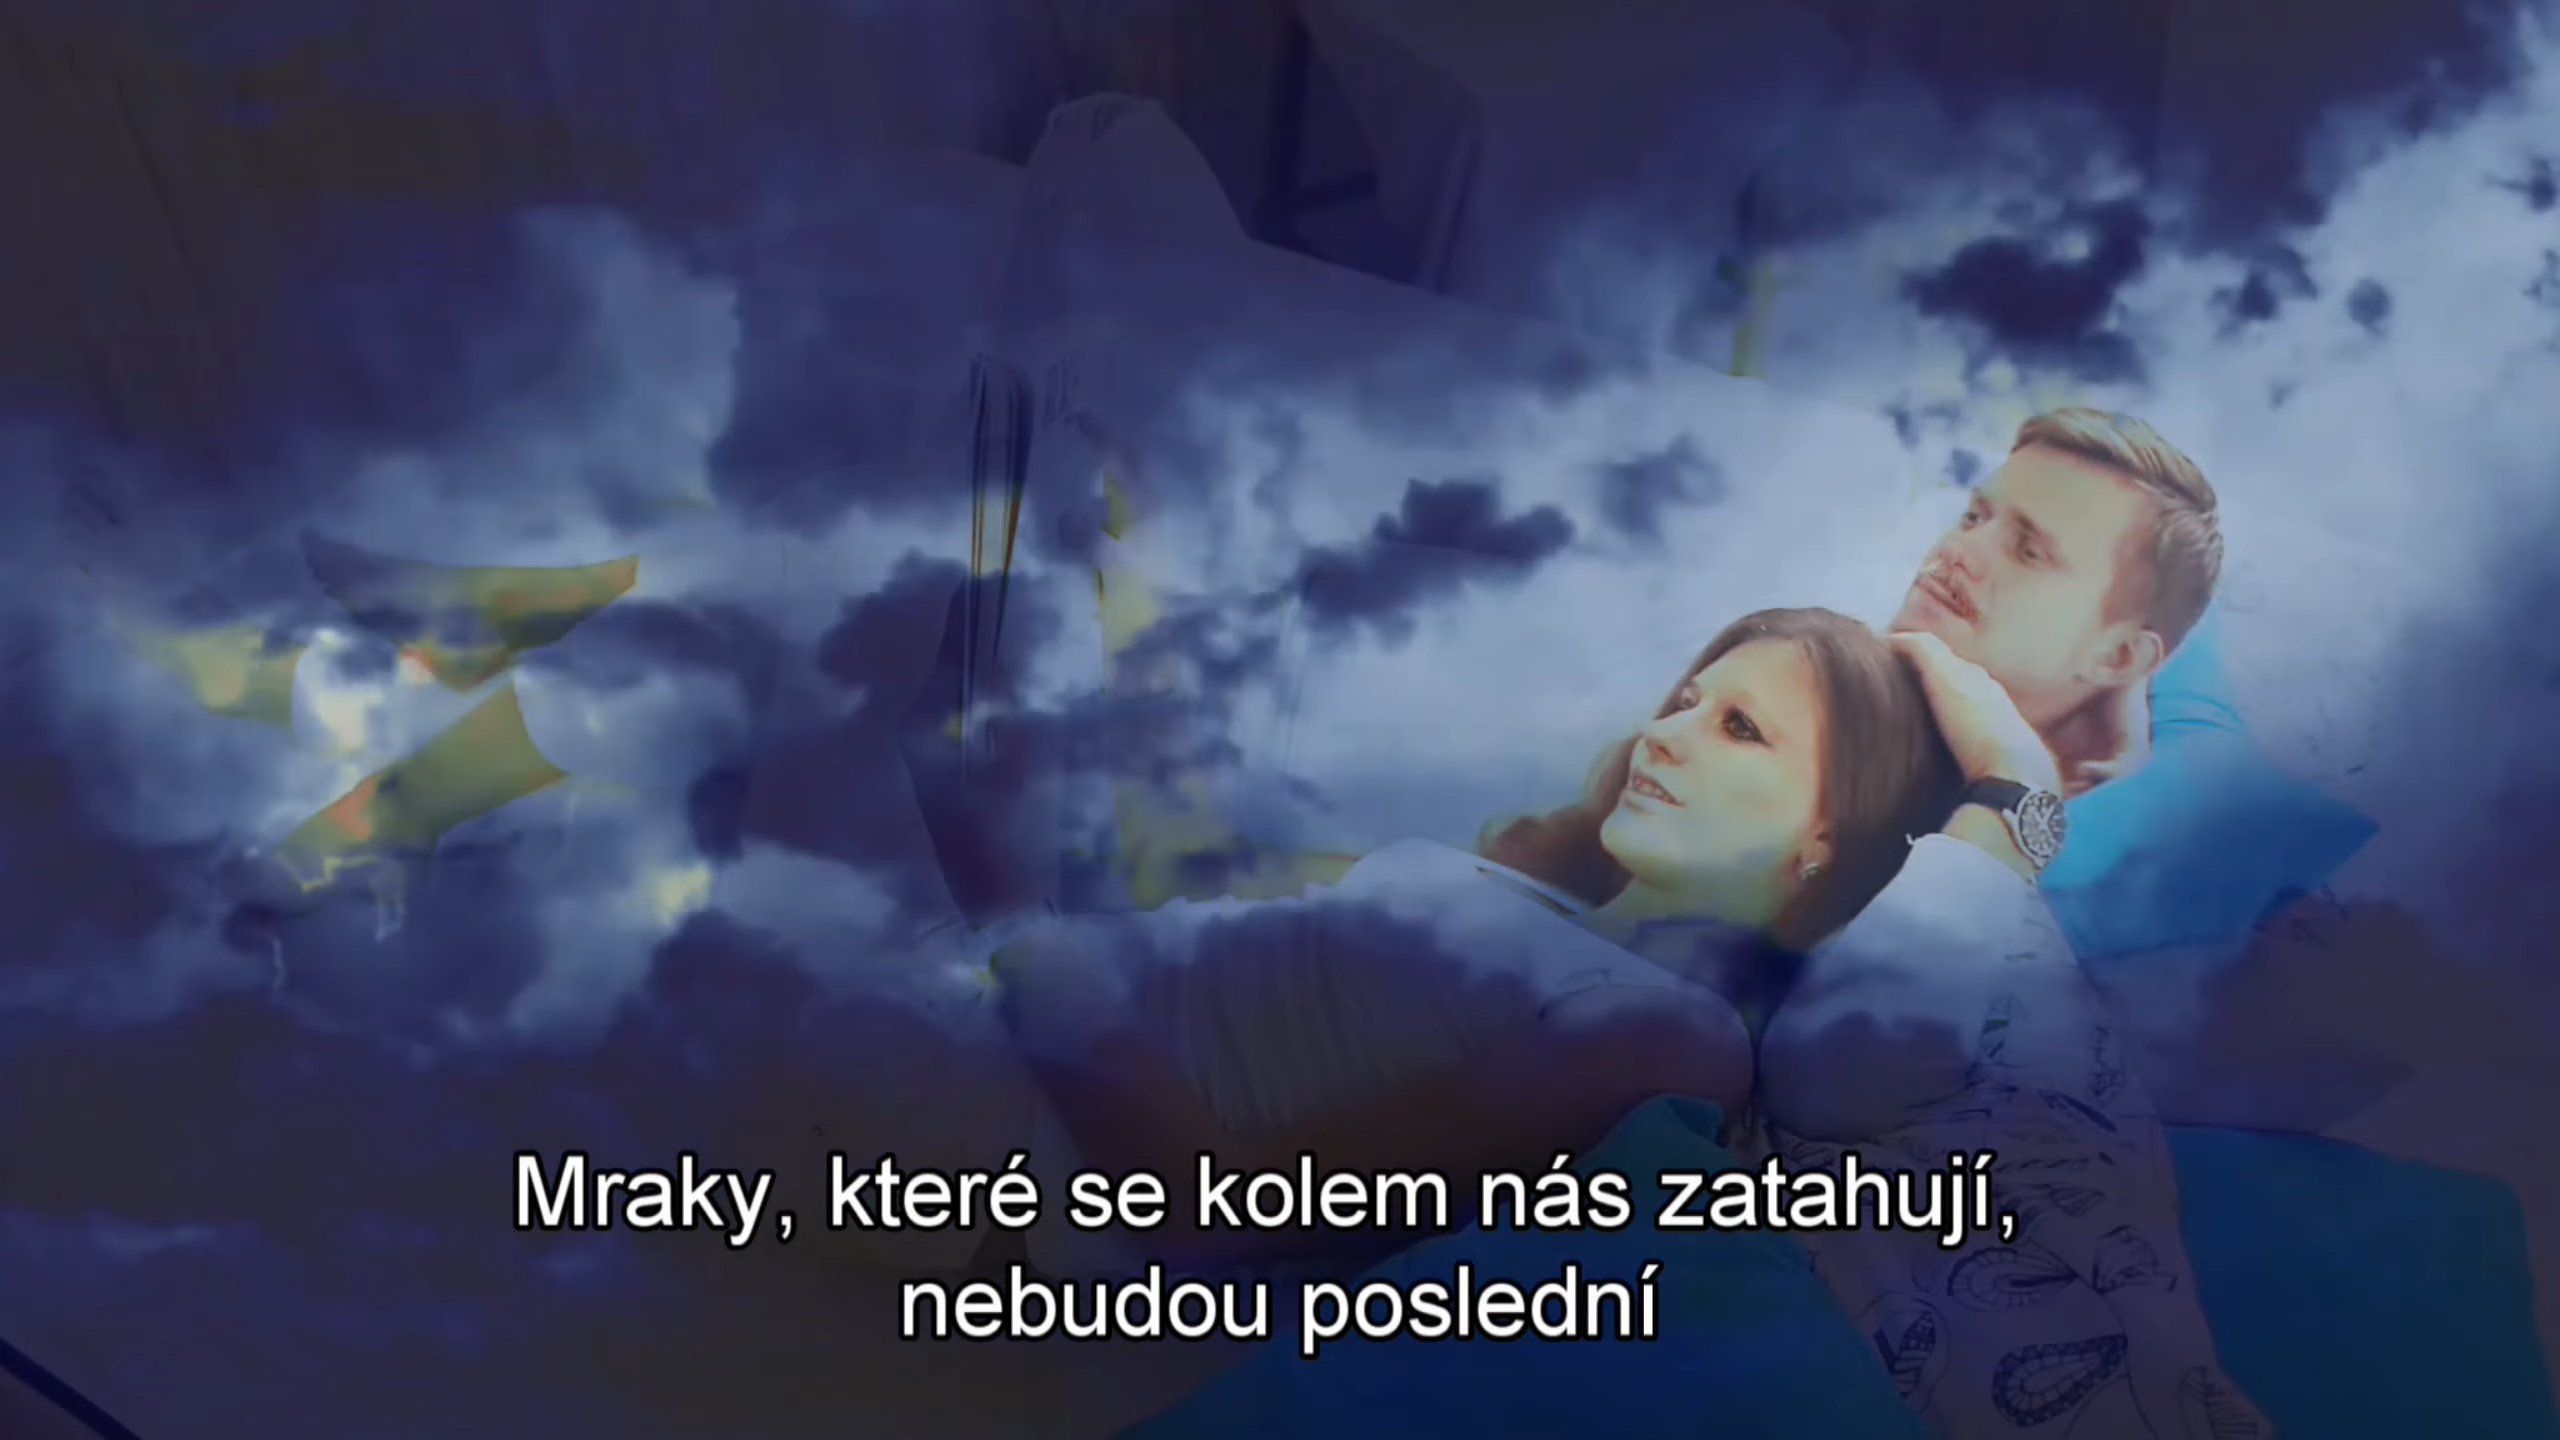 Mraky, které se kolem nás zatahují,
nebudou poslední